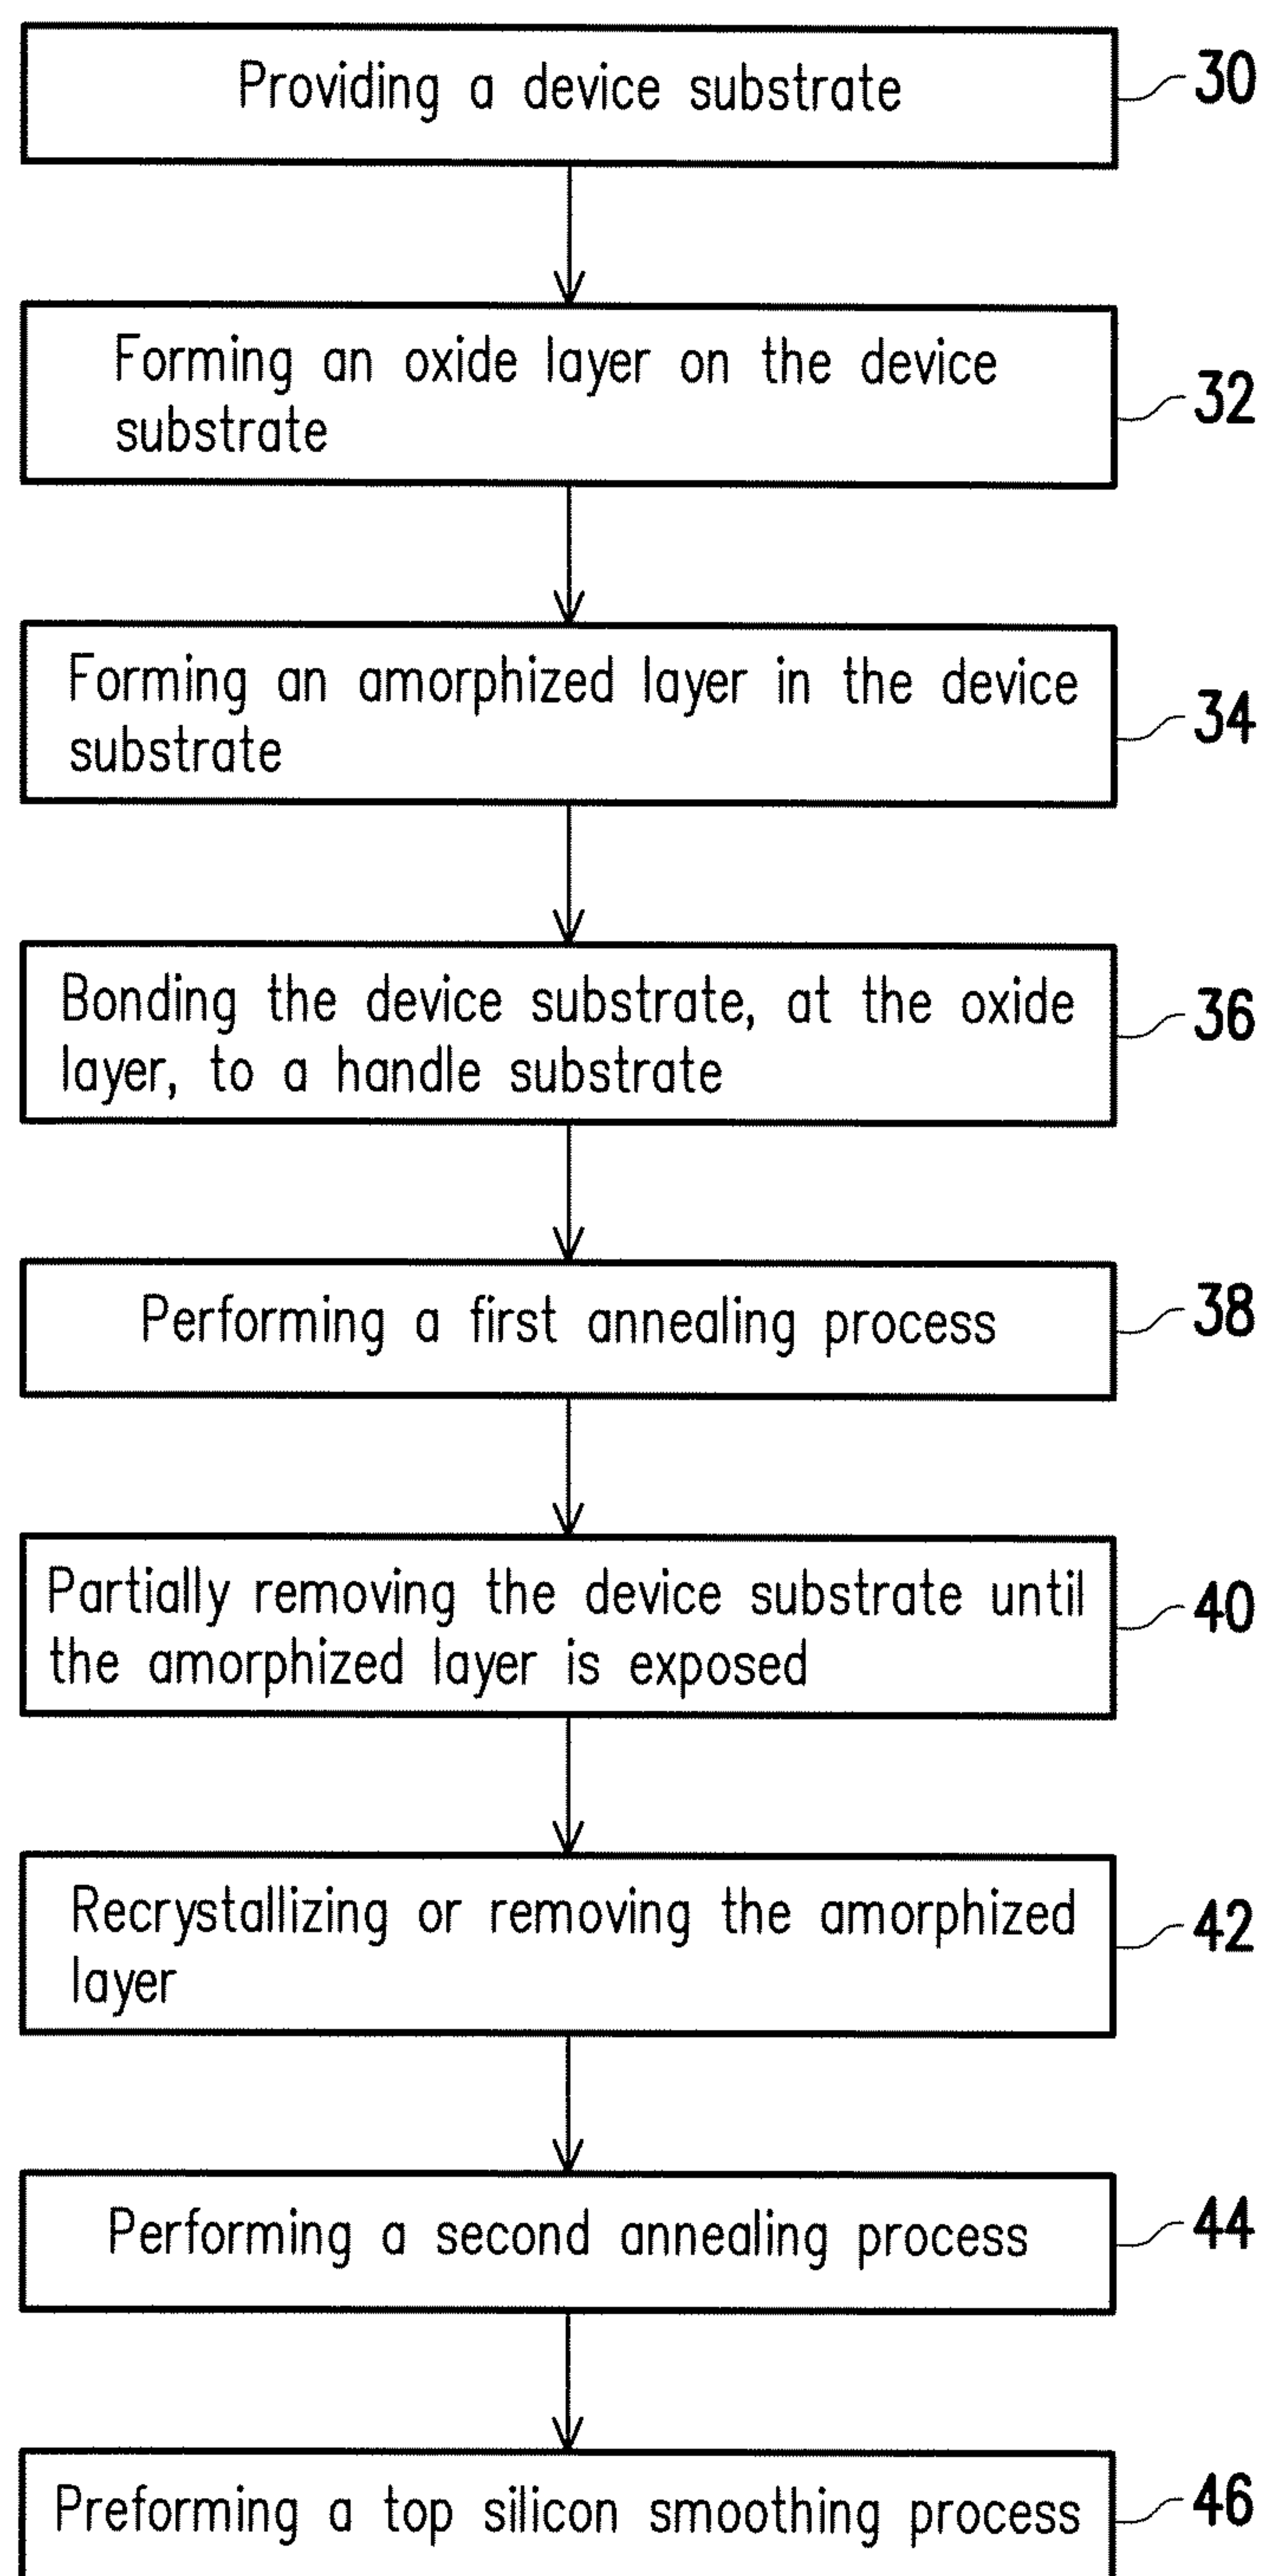 Providing a device substrate
30
Forming an oxide layer on the device
substrate
32
Forming an amorphized layer in the device
substrate
34
Bonding the device substrate, at the oxide
layer, to a handle substrate
36
Performing a first annealing process
38
Partially removing the device substrate until
the amorphized layer is exposed
40
Recrystallizing or removing the amorphized
layer
42
Performing a second annealing process
44
Preforming a top silicon smoothing process
46